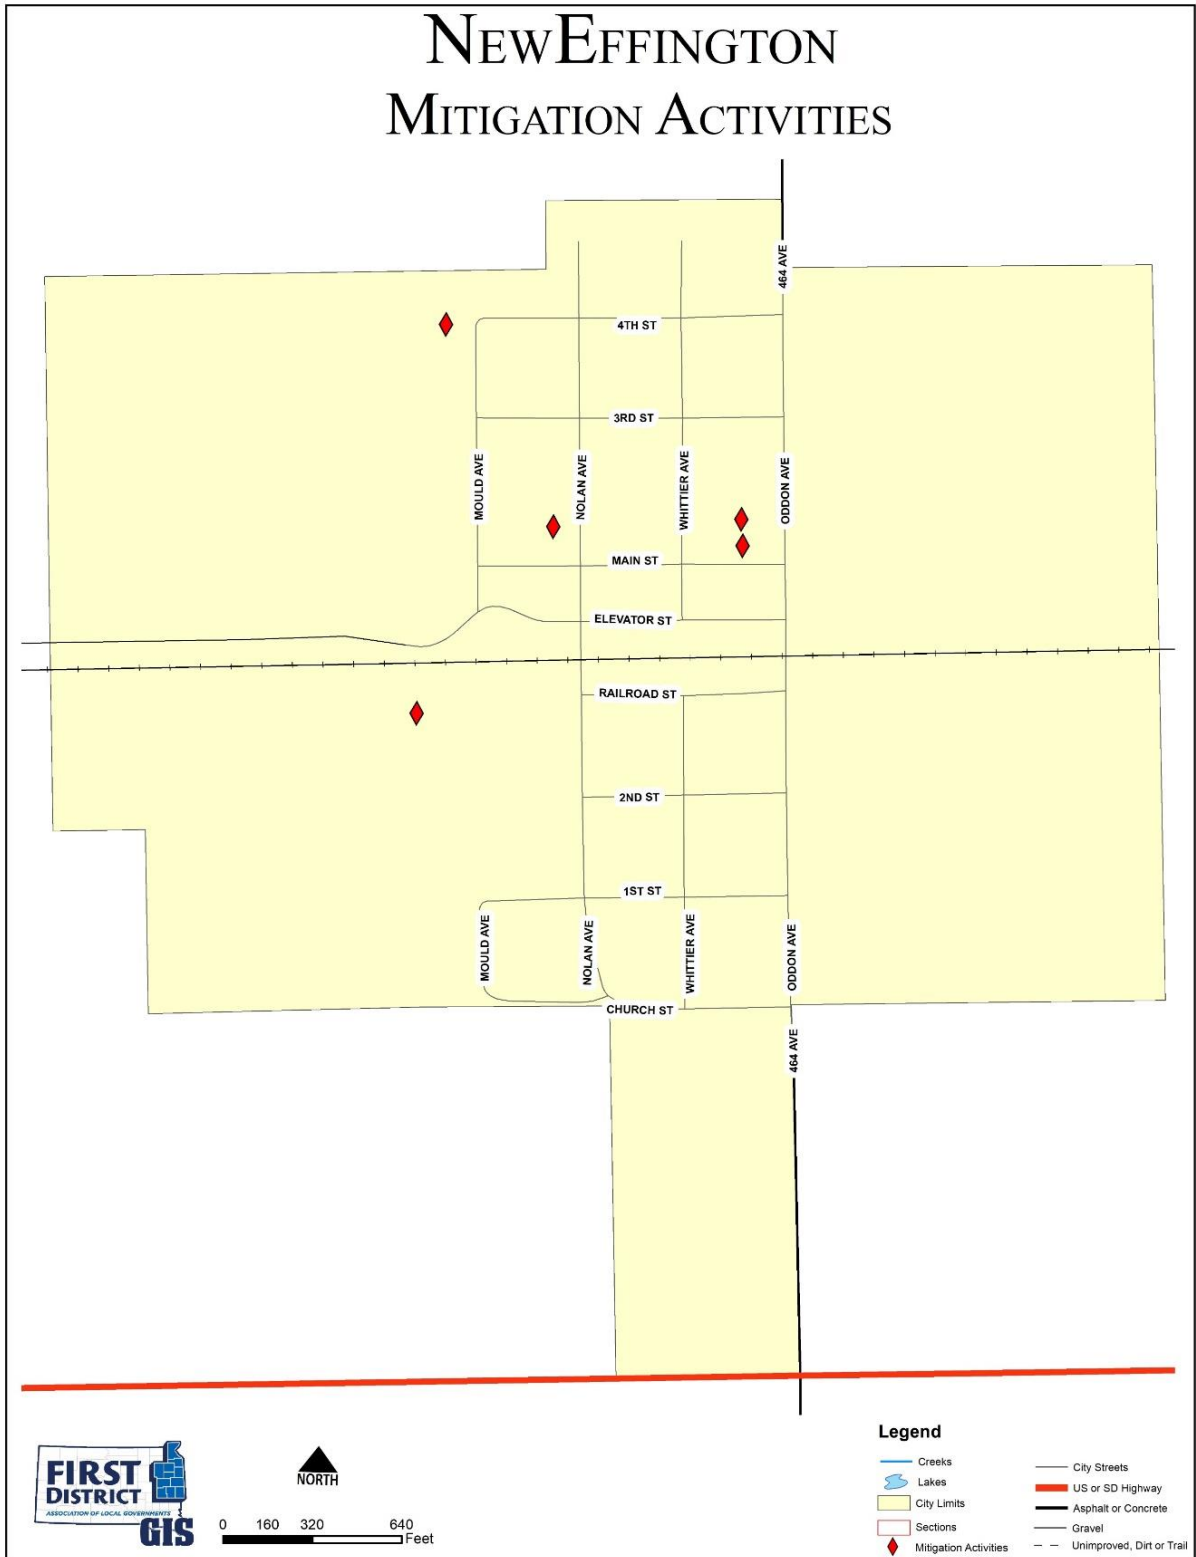 NEWEFFINGTON
MITIGATION ACTIVITIES
464 AVE
4TH ST
3RD ST
MOULD AVE
NOLAN AVE
WHITTIER AVE
ODDON AVE
MAIN ST
ELEVATOR ST
RAILROAD ST
2ND ST
1ST ST
MOULD AVE
NOLAN AVE
WHITTIER AVE
ODDON AVE
CHURCH ST
464 AVE
FIRST
DISTRICT
ASSOCIATION OF LOCAL GOVERNMENTS
GIS
NORTH
0 160 320 640
Feet
Legend
Creeks
Lakes
City Limits
Sections
Mitigation Activities
City Streets
US or SD Highway
Asphalt or Concrete
Gravel
Unimproved, Dirt or Trail